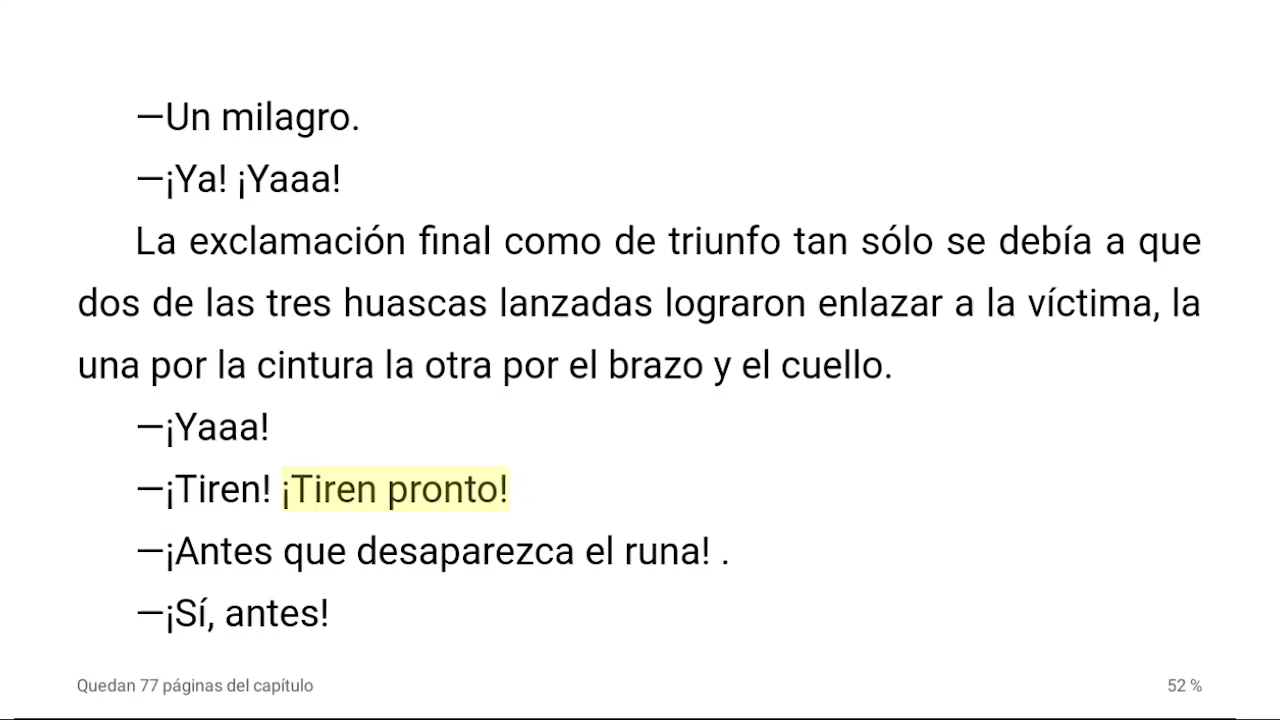 —Un milagro.
—¡Ya! ¡Yaaa!
La exclamación final como de triunfo tan sólo se debía a que
dos de las tres huascas lanzadas lograron enlazar a la víctima, la
una por la cintura la otra por el brazo y el cuello.
—¡Yaaa!
—¡Tiren! ¡Tiren pronto!
—¡Antes que desaparezca el runa! .
—¡Sí, antes!
Quedan 77 páginas del capítulo
52 %